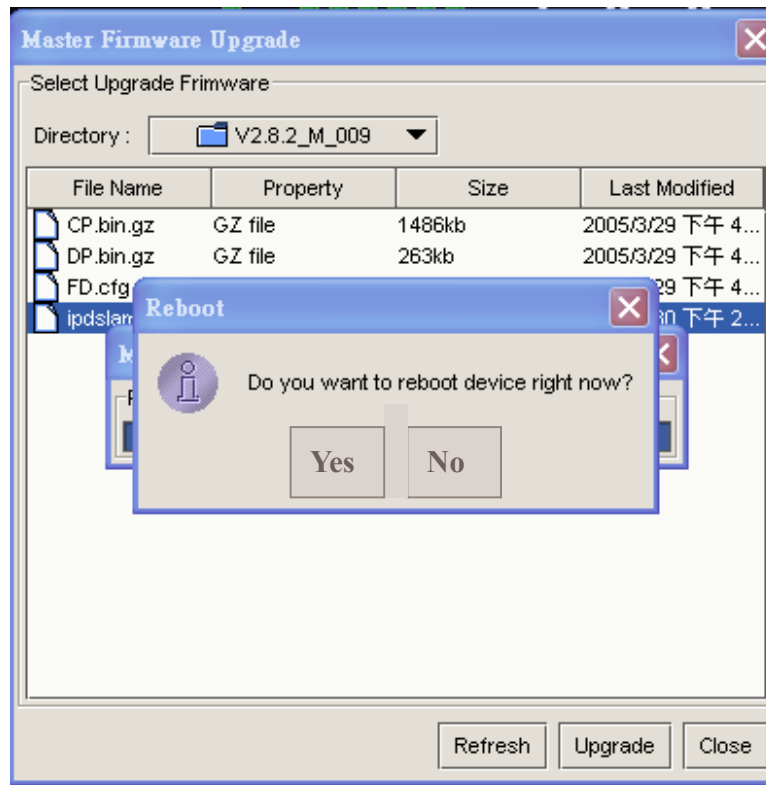 Master Firmware Upgrade
Select Upgrade Frimware
Directory : V2.8.2_M_009
File Name Property Size Last Modified
CP.bin.gz GZ file 1486kb 2005/3/29 下午 4...
DP.bin.gz GZ file 263kb 2005/3/29 下午 4...
FD.cfg 29 下午 4...
ipdslam 30 下午 2...
Reboot
Do you want to reboot device right now?
Yes No
Refresh Upgrade Close